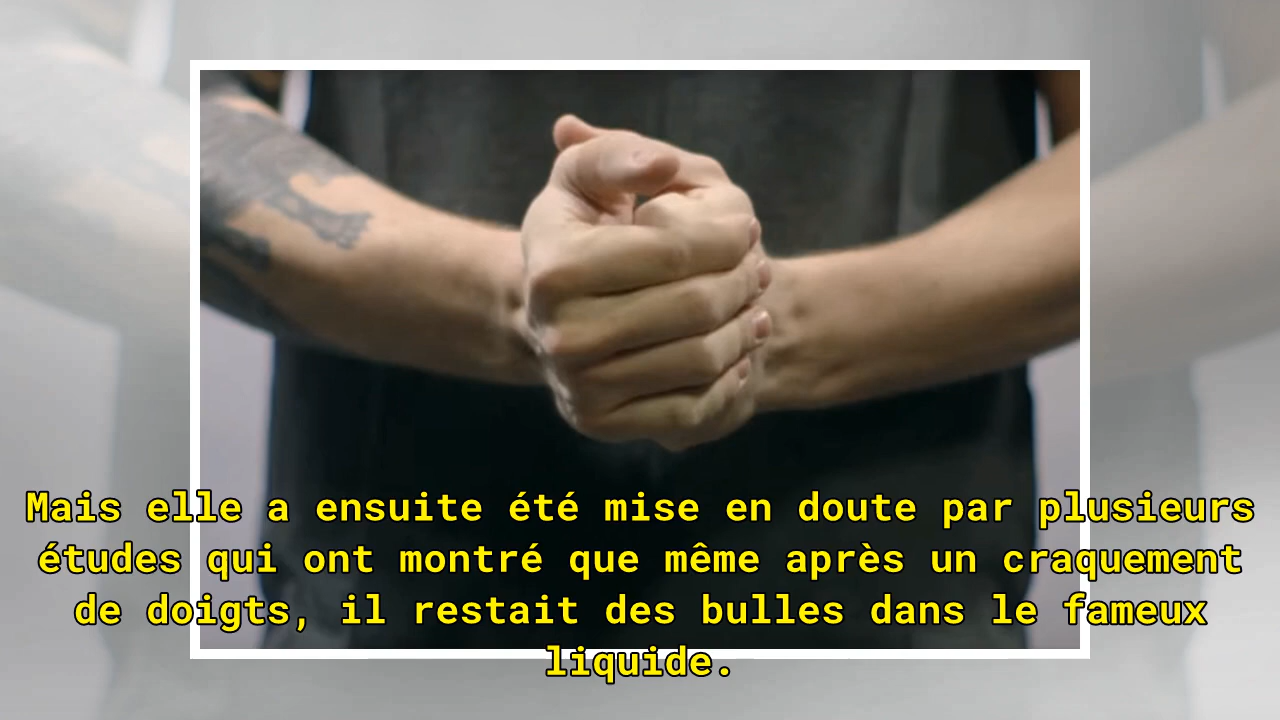 Mais elle a ensuite été mise en doute par plusieurs
études qui ont montré que même après un craquement
de doigts, il restait des bulles dans le fameux
liquide.